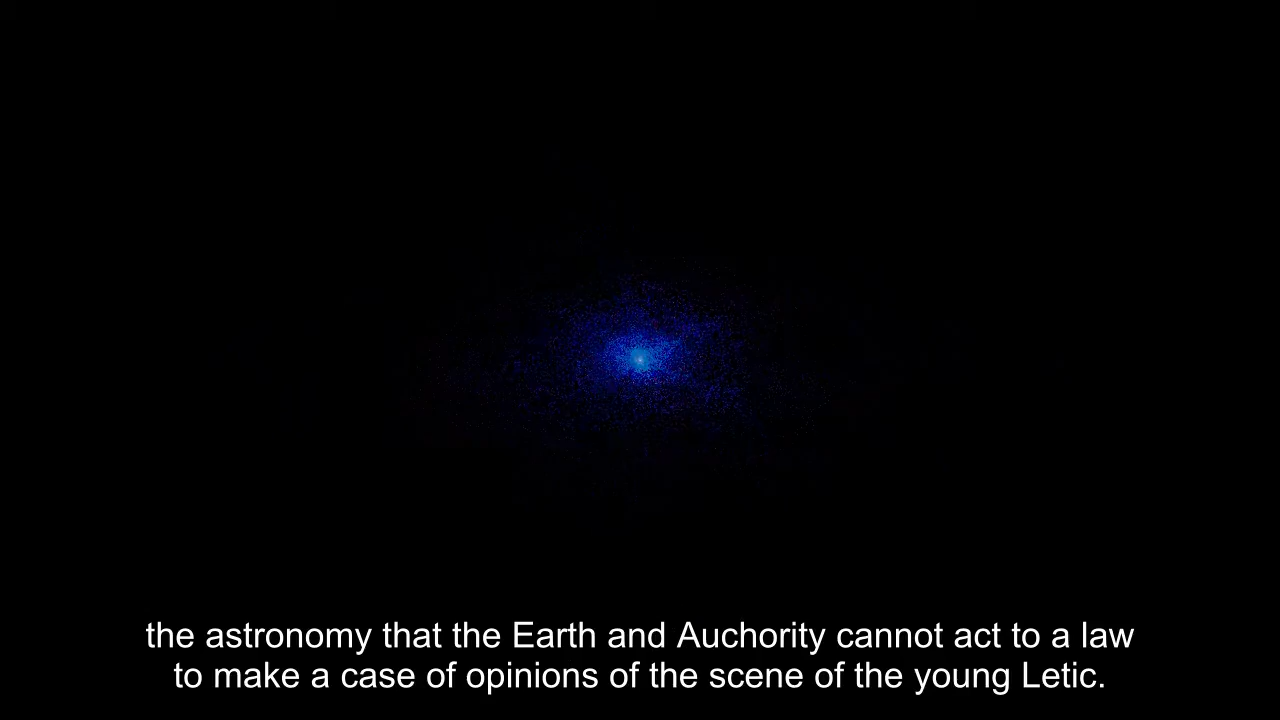 the astronomy that the Earth and Auchority cannot act to a law
to make a case of opinions of the scene of the young Letic.